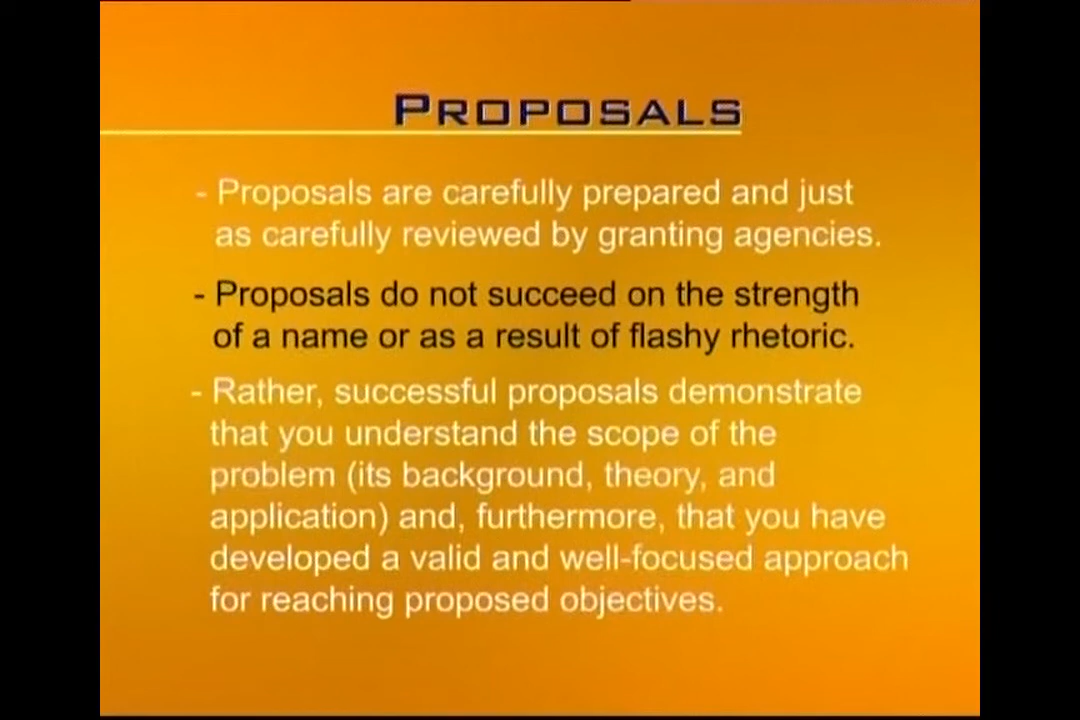 PROPOSALS
- Proposals are carefully prepared and just
as carefully reviewed by granting agencies.
- Proposals do not succeed on the strength
of a name or as a result of flashy rhetoric.
- Rather, successful proposals demonstrate
that you understand the scope of the
problem (its background, theory, and
application) and, furthermore, that you have
developed a valid and well-focused approach
for reaching proposed objectives.